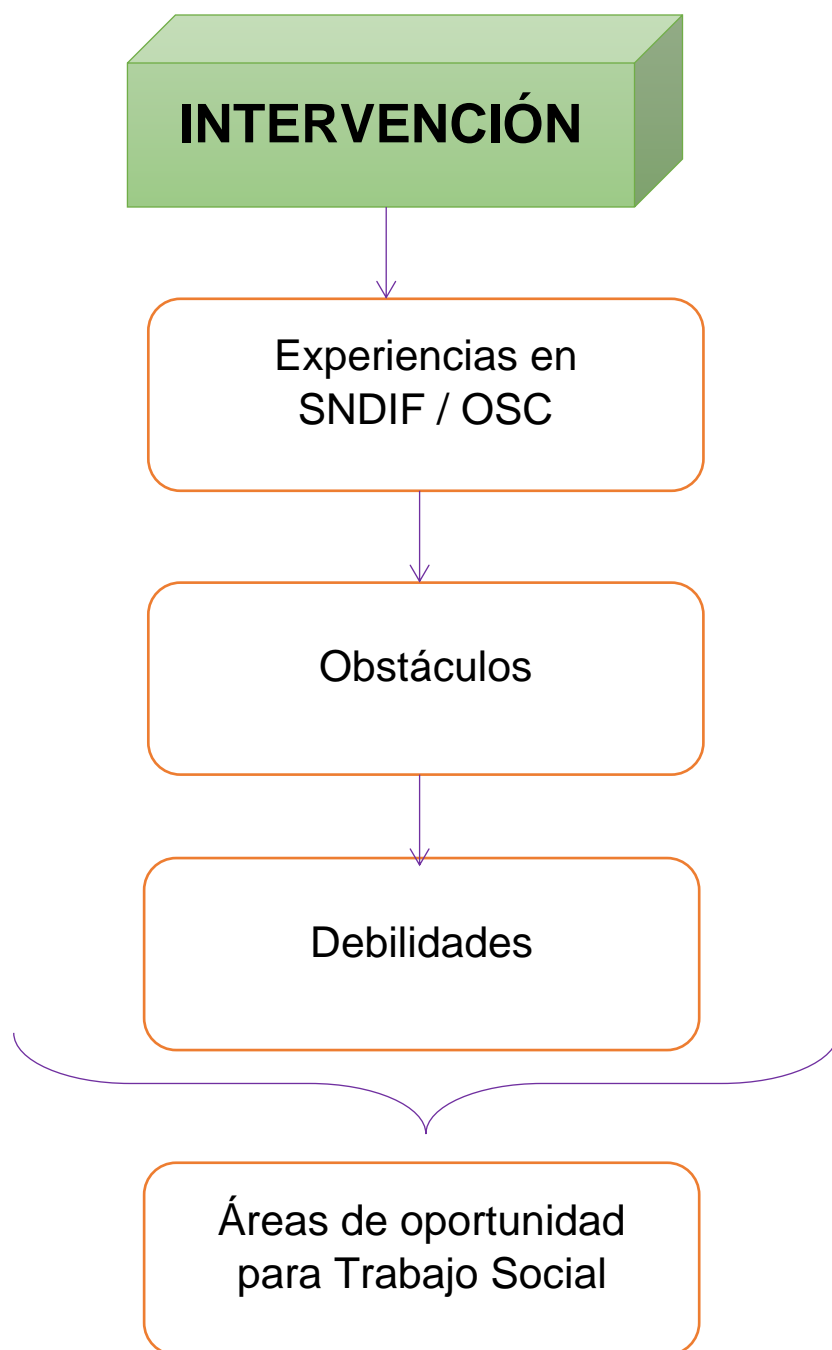 INTERVENCIÓN
Experiencias en
SNDIF / OSC
Obstáculos
Debilidades
Áreas de oportunidad
para Trabajo Social